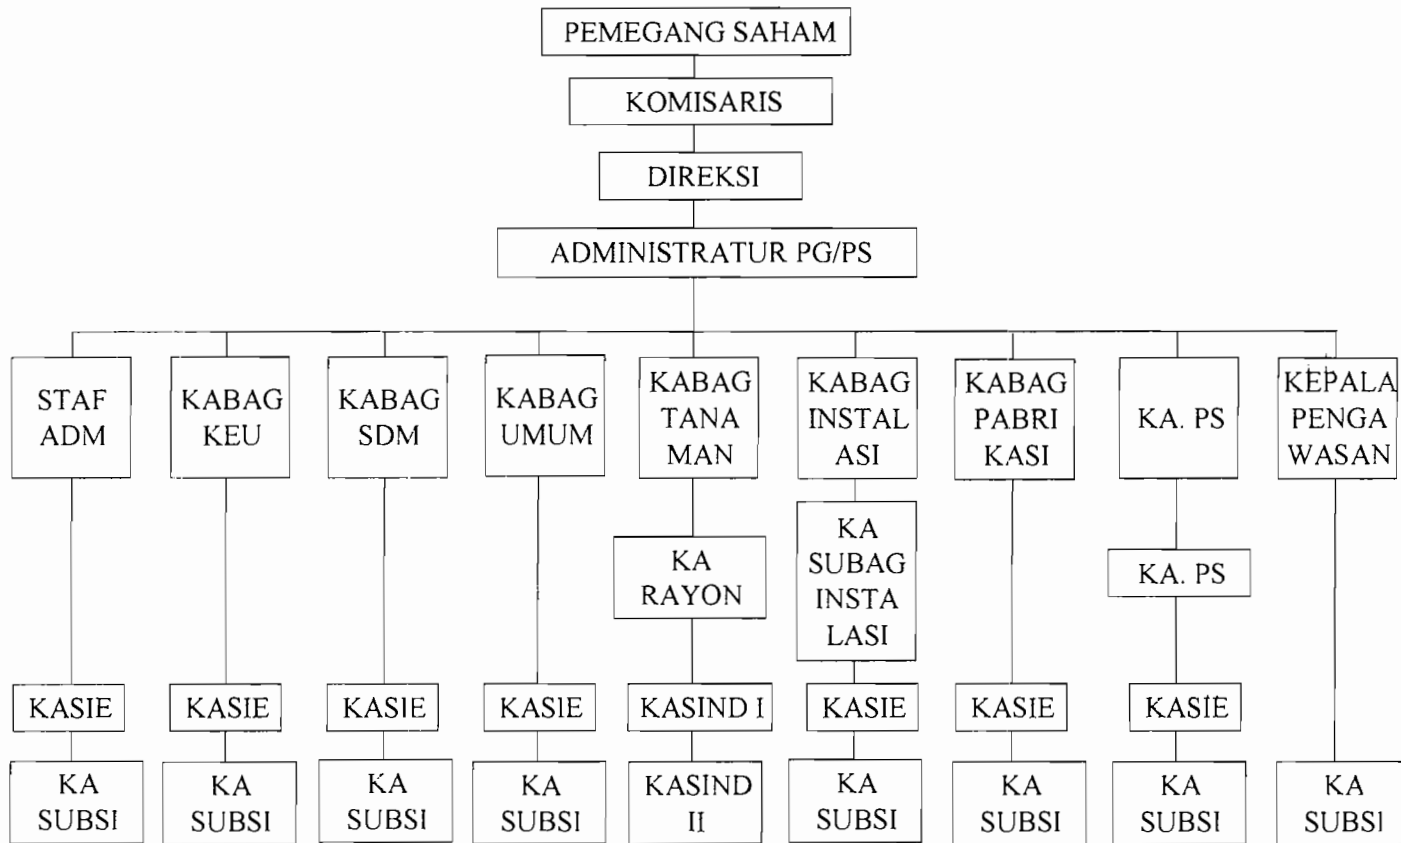 PEMEGANG SAHAM
KOMISARIS
DIREKSI
ADMINISTRATUR PG/PS
STAF
ADM
KABAG
KEU
KABAG
SDM
KABAG
UMUM
KABAG
TANA
MAN
KABAG
INSTAL
ASI
KABAG
PABRI
KASI
KA. PS
KEPALA
PENGA
WASAN
KA
RAYON
KA
SUBAG
INSTA
LASI
KA. PS
KASIE
KASIE
KASIE
KASIE
KASIND I
KASIE
KASIE
KASIE
KA
SUBSI
KA
SUBSI
KA
SUBSI
KA
SUBSI
KASIND
II
KA
SUBSI
KA
SUBSI
KA
SUBSI
KA
SUBSI